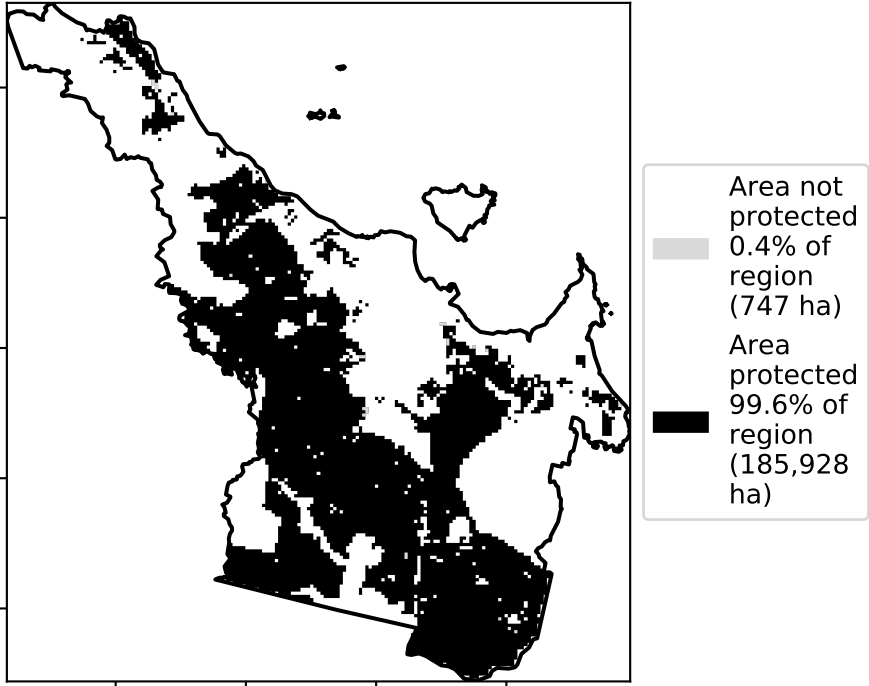 Area not
protected
0.4% of
region
(747 ha)
Area
protected
99.6% of
region
(185,928
ha)